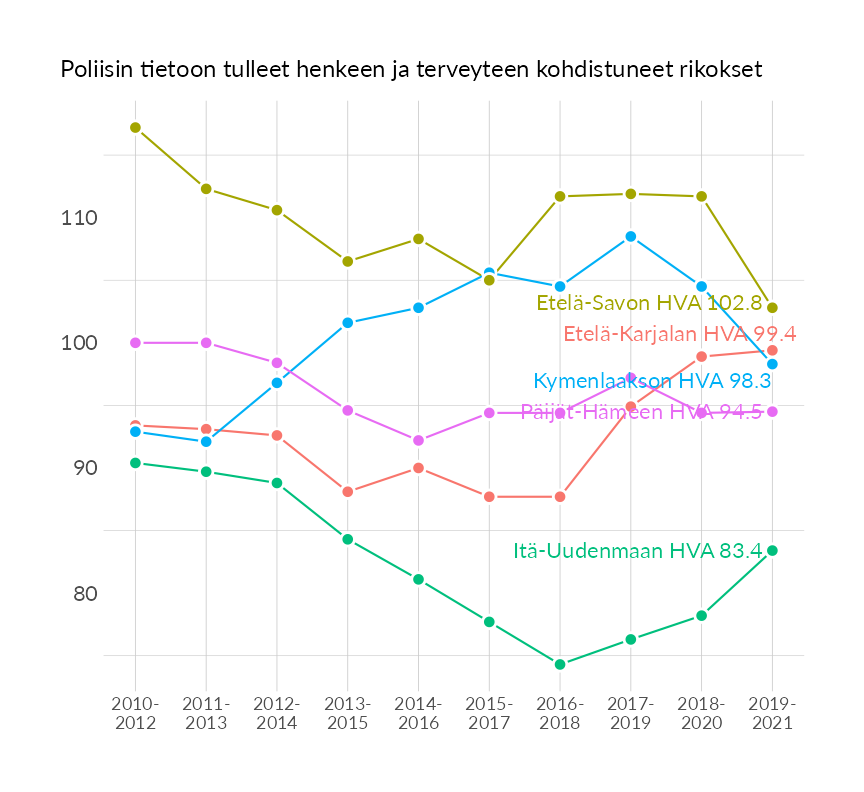 Poliisin tietoon tulleet henkeen ja terveyteen kohdistuneet rikokset
110
100
90
80
Etelä-Savon HVA 102.8
Etelä-Karjalan HVA 99.4
Kymenlaakson HVA 98.3
Päijät-Hämeen HVA 94.5
Itä-Uudenmaan HVA 83.4
2010- 2011- 2012- 2013- 2014- 2015- 2016- 2017- 2018- 2019-
2012 2013 2014 2015 2016 2017 2018 2019 2020 2021